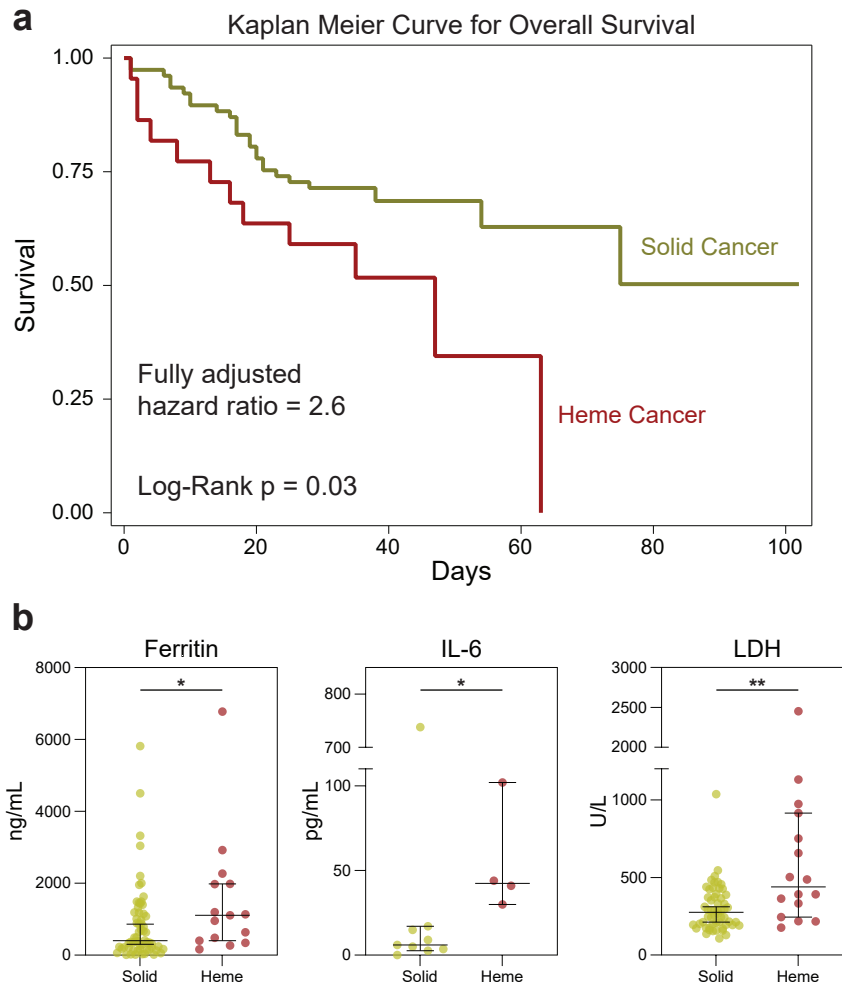 a
Kaplan Meier Curve for Overall Survival
1.00
0.75
0.50
0.25
0.00
Survival
Solid Cancer
Heme Cancer
Fully adjusted
hazard ratio = 2.6
Log-Rank p = 0.03
0 20 40 60 80 100
Days
b
Ferritin
8000
6000
4000
2000
0
ng/mL
*
Solid Heme
IL-6
800
700
100
50
0
pg/mL
*
Solid Heme
LDH
3000
2500
2000
1000
500
0
U/L
**
Solid Heme